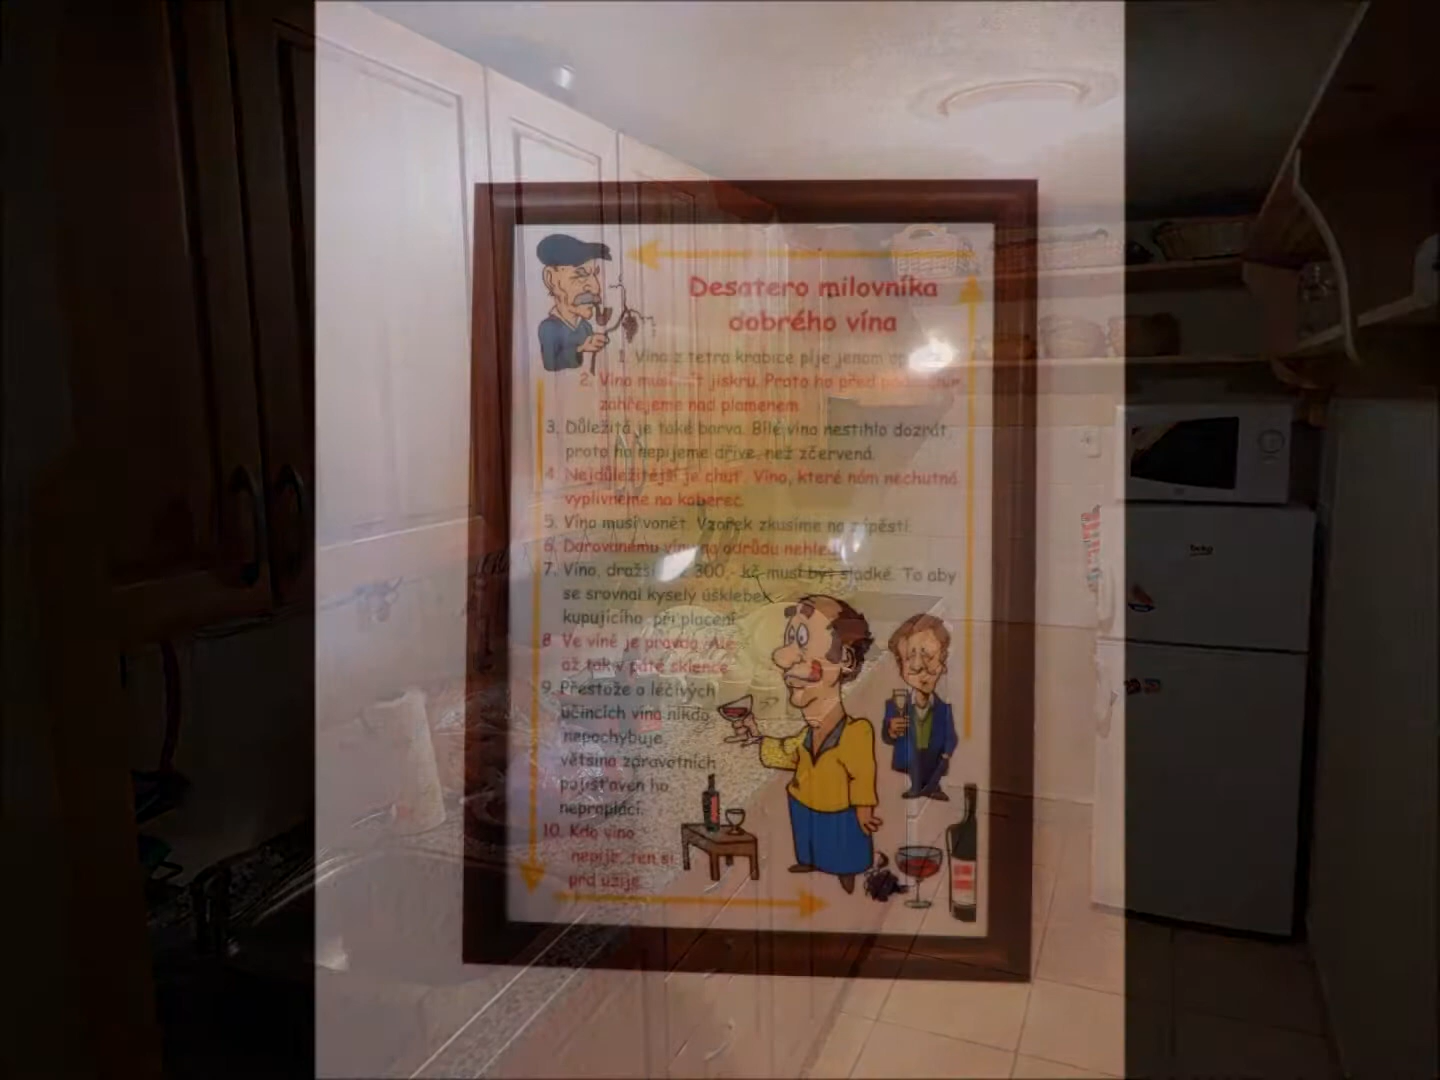 Desatero milovníka
dobrého vína
1. Víno z tetra krabice pije jenom
2. Víno musí mít jiskru. Proto ho před
zahřejeme nad plamenem
3. Důležitá je také barva. Bílé víno nestihlo dozrát,
proto ho nepijeme dříve, než zčervená.
4. Nejdůležitější je chuť. Víno, které nám nechutná
vyplivneme na koberec.
5. Víno musí vonět. Vzorek zkusíme na zápěstí.
6. Darovanému vínu na odrůdu nehleď
7. Víno, dražší 300,- kč musí být sladké. To aby
se srovnal kyselý úšklebek
kupujícího při placení.
8. Ve víně je pravda. Ale
až tak v páté sklence.
9. Přestože o léčivých
účincích vína nikdo
nepochybuje,
většina zdravotních
pojišťoven ho
neproplácí.
10. Kdo víno
nepije, ten si
prd užije.
beko